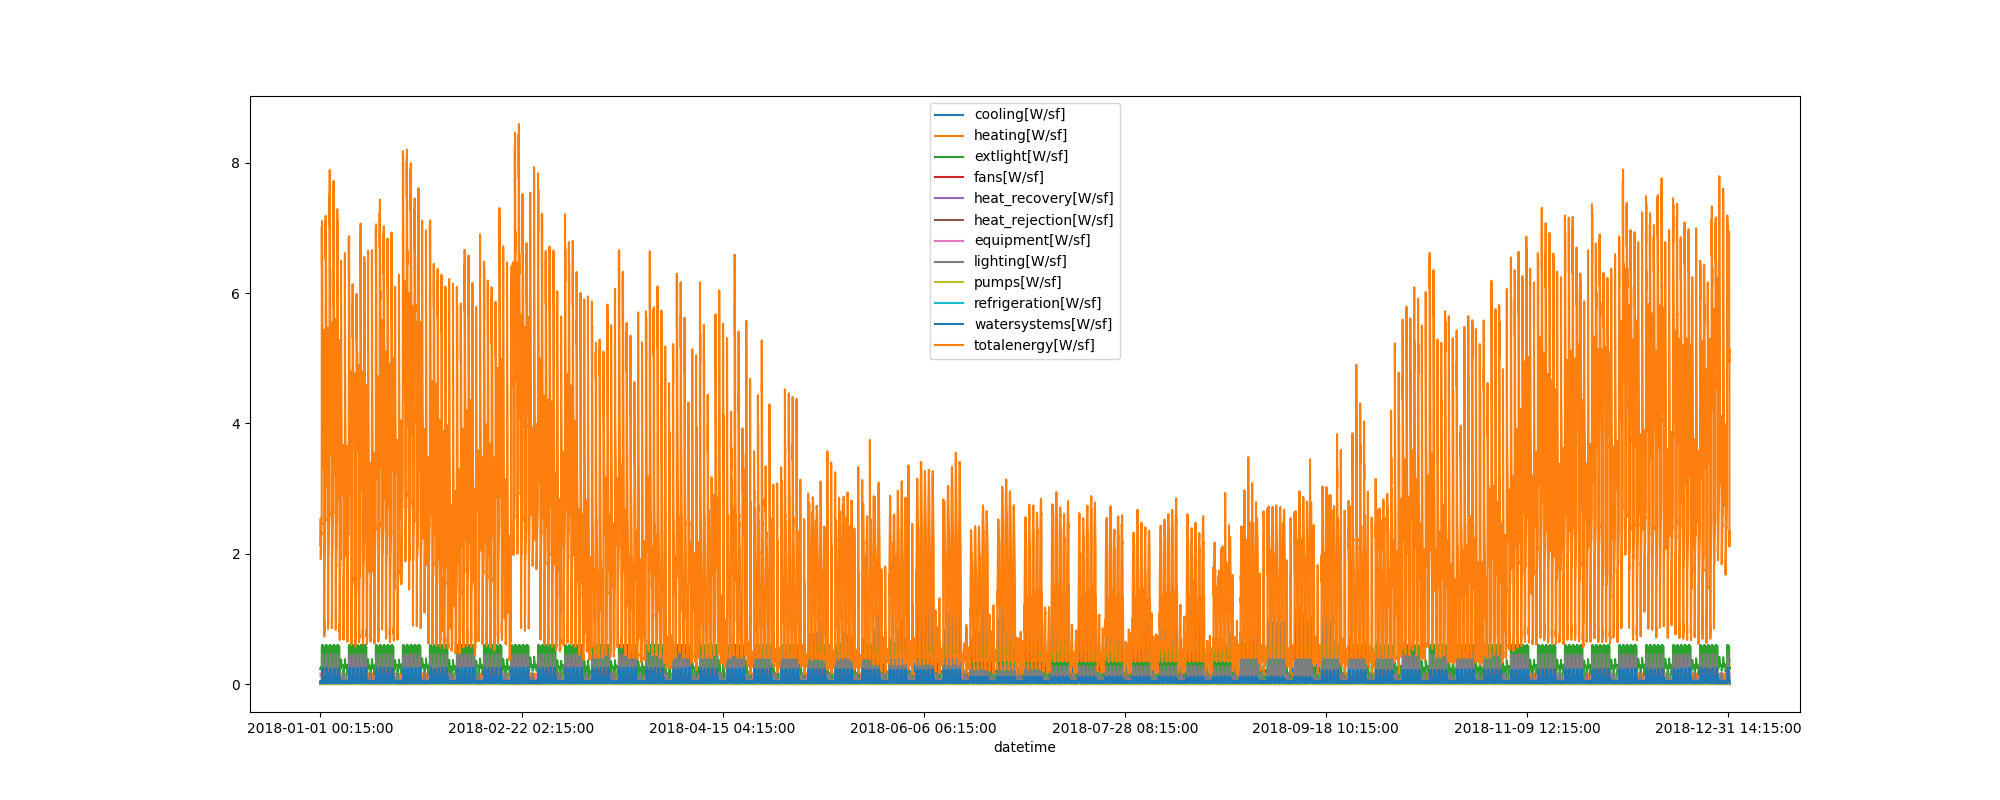 cooling[W/sf]
heating[W/sf]
extlight[W/sf]
fans[W/sf]
heat_recovery[W/sf]
heat_rejection[W/sf]
equipment[W/sf]
lighting[W/sf]
pumps[W/sf]
refrigeration[W/sf]
watersystems[W/sf]
totalenergy[W/sf]
8
6
4
2
0
2018-01-01 00:15:00 2018-02-22 02:15:00 2018-04-15 04:15:00 2018-06-06 06:15:00 2018-07-28 08:15:00 2018-09-18 10:15:00 2018-11-09 12:15:00 2018-12-31 14:15:00
datetime